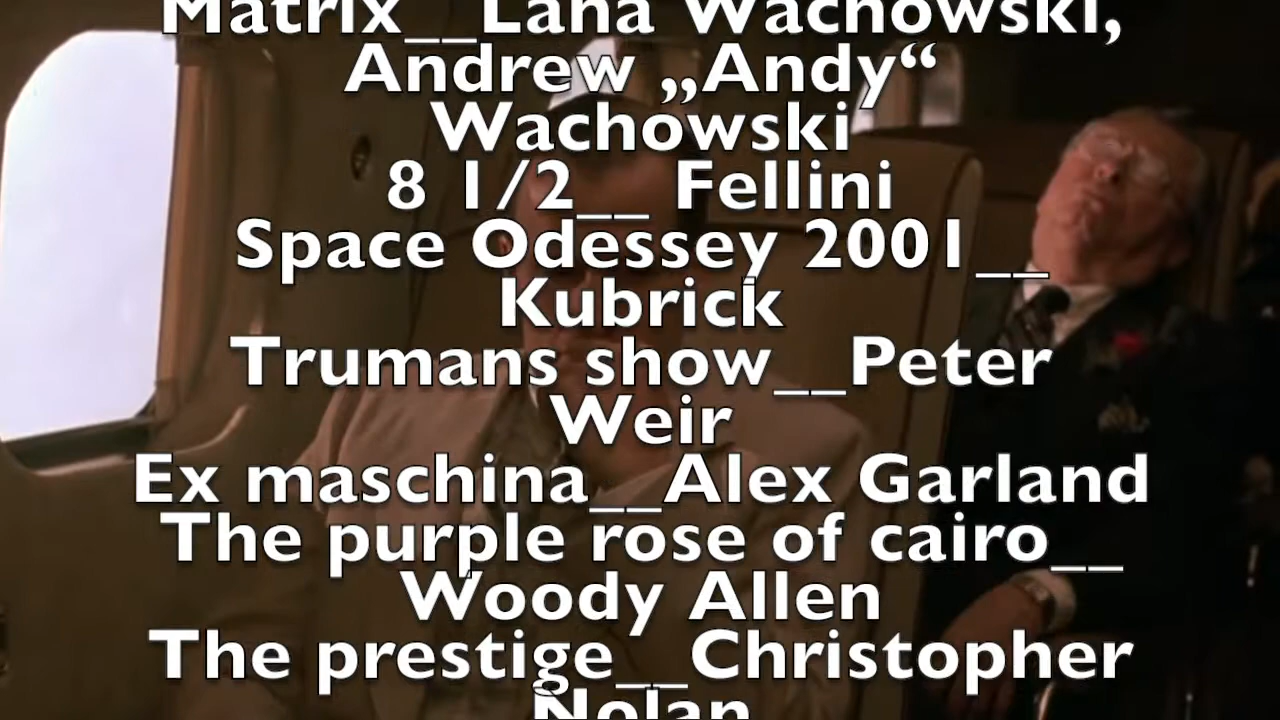 Matrix__Lana Wachowski,
Andrew „Andy“
Wachowski
8 1/2__ Fellini
Space Odessey 2001__
Kubrick
Trumans show__Peter
Weir
Ex maschina__Alex Garland
The purple rose of cairo__
Woody Allen
The prestige__Christopher
Nolan